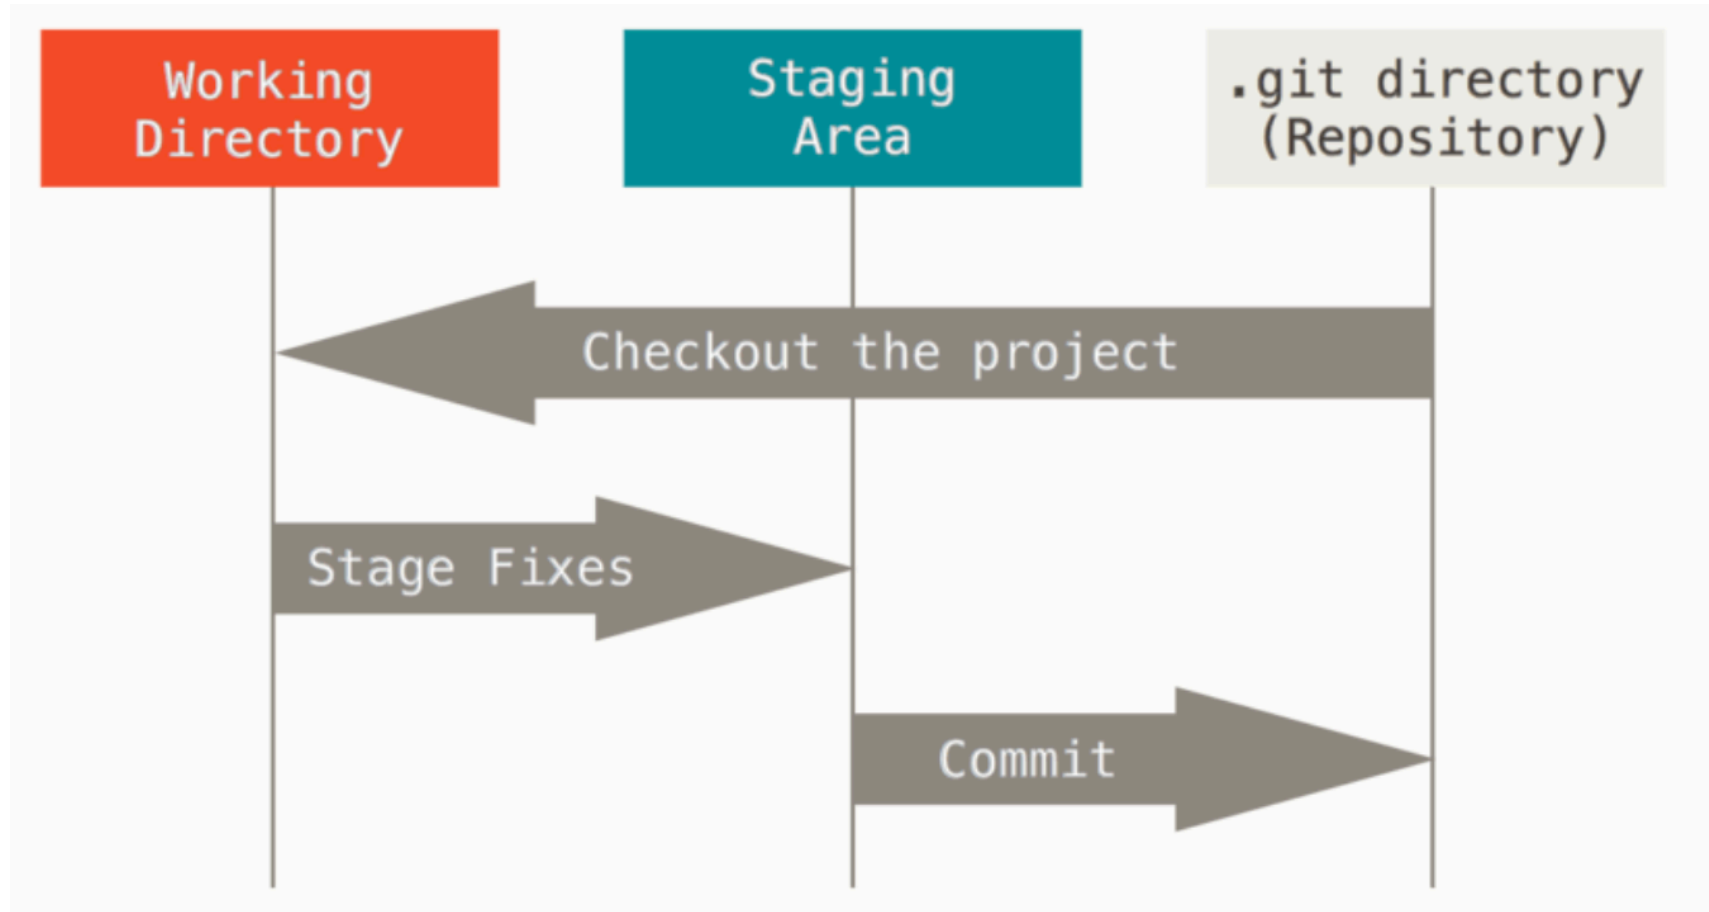 Working
Directory
Staging
Area
.git directory
(Repository)
Checkout the project
Stage Fixes
Commit